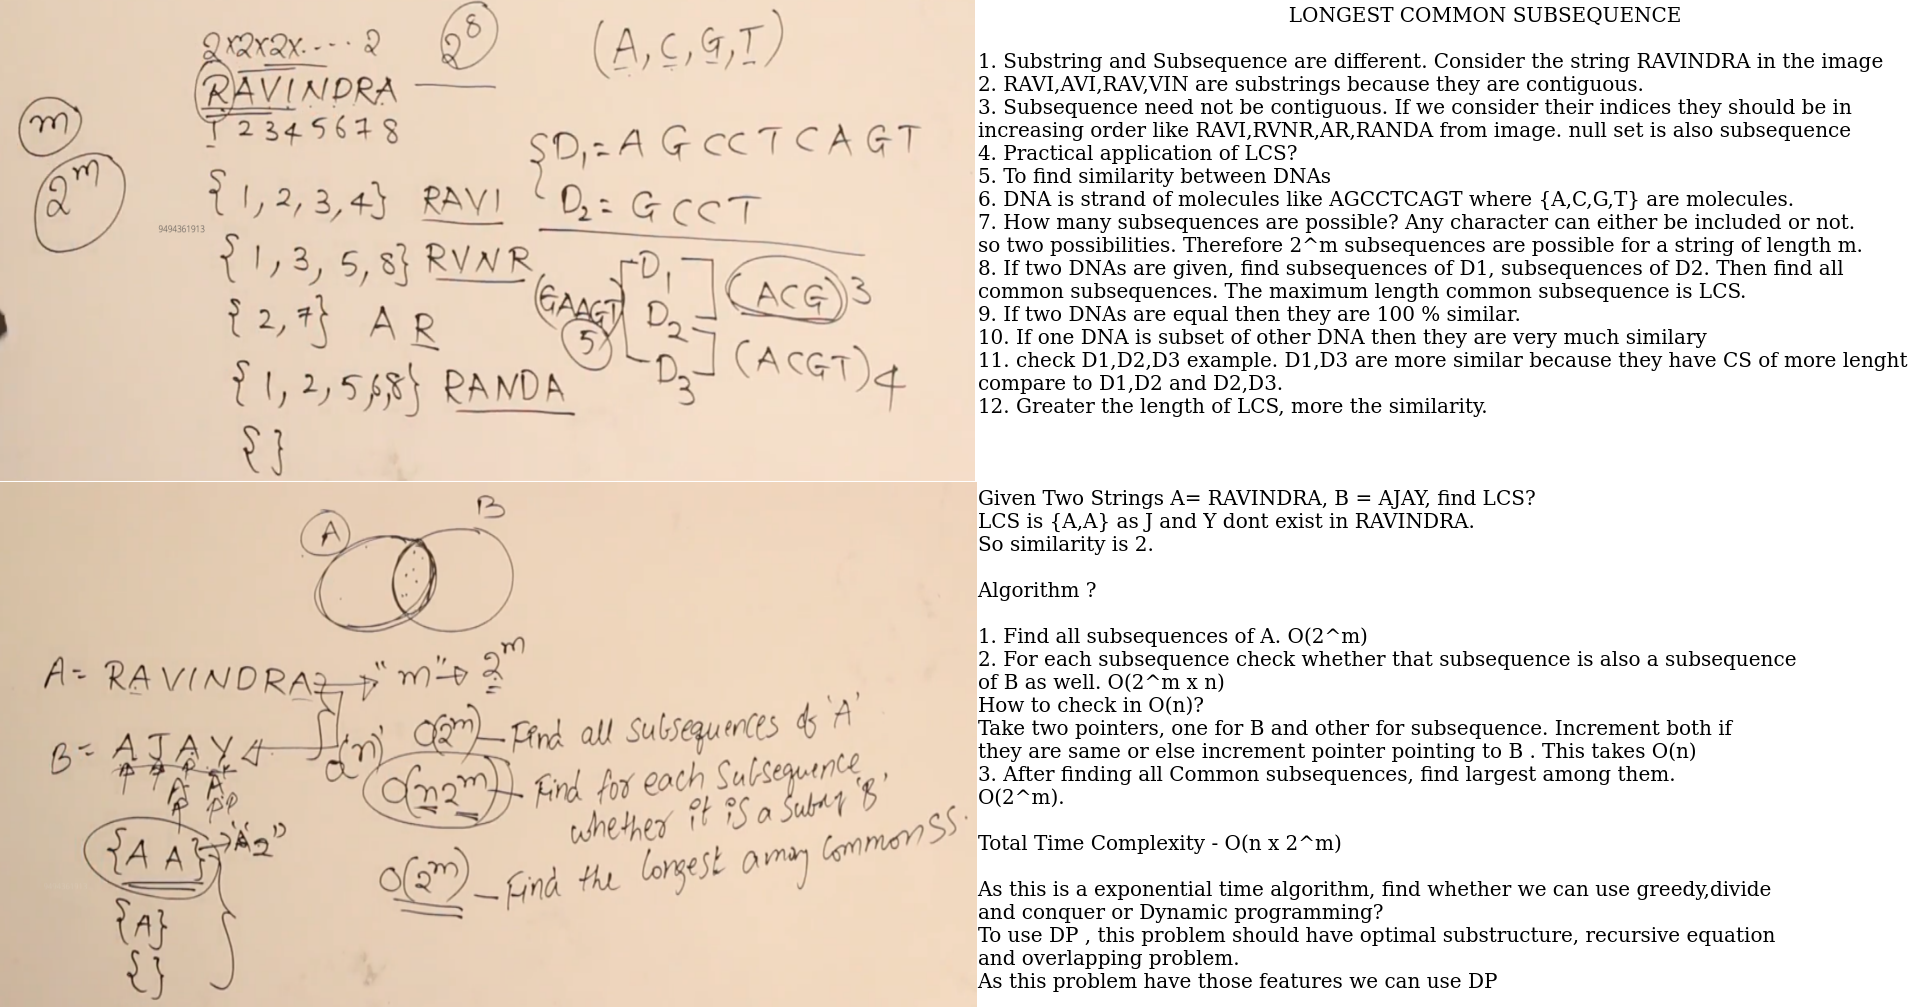 2x2x2x.... 2
2^8
(A, C, G, T)
RAVINDRA
m
1 2 3 4 5 6 7 8
2^m
D1 = A G C C T C A G T
{1, 2, 3, 4} RAVI
D2 = G C C T
9494361913
{1, 3, 5, 8} RVNR
D1
(GAAGT)
(ACG) 3
{2, 7} A R
D2
5
(ACGT) 4
D3
{1, 2, 5, 6, 8} RANDA
{ }
LONGEST COMMON SUBSEQUENCE
1. Substring and Subsequence are different. Consider the string RAVINDRA in the image
2. RAVI,AVI,RAV,VIN are substrings because they are contiguous.
3. Subsequence need not be contiguous. If we consider their indices they should be in
increasing order like RAVI,RVNR,AR,RANDA from image. null set is also subsequence
4. Practical application of LCS?
5. To find similarity between DNAs
6. DNA is strand of molecules like AGCCTCAGT where {A,C,G,T} are molecules.
7. How many subsequences are possible? Any character can either be included or not.
so two possibilities. Therefore 2^m subsequences are possible for a string of length m.
8. If two DNAs are given, find subsequences of D1, subsequences of D2. Then find all
common subsequences. The maximum length common subsequence is LCS.
9. If two DNAs are equal then they are 100 % similar.
10. If one DNA is subset of other DNA then they are very much similary
11. check D1,D2,D3 example. D1,D3 are more similar because they have CS of more lenght
compare to D1,D2 and D2,D3.
12. Greater the length of LCS, more the similarity.
A
B
A= RAVINDRA "m" 2^m
B= A J A Y
O(n)
O(2^m) - Find all subsequences of 'A'
O(n2^m) - Find for each subsequence
whether it is a subseq 'B'
{A A} 2
O(2^m) - Find the longest among common SS.
{A}
{ }
Given Two Strings A= RAVINDRA, B = AJAY, find LCS?
LCS is {A,A} as J and Y dont exist in RAVINDRA.
So similarity is 2.
Algorithm ?
1. Find all subsequences of A. O(2^m)
2. For each subsequence check whether that subsequence is also a subsequence
of B as well. O(2^m x n)
How to check in O(n)?
Take two pointers, one for B and other for subsequence. Increment both if
they are same or else increment pointer pointing to B . This takes O(n)
3. After finding all Common subsequences, find largest among them.
O(2^m).
Total Time Complexity - O(n x 2^m)
As this is a exponential time algorithm, find whether we can use greedy,divide
and conquer or Dynamic programming?
To use DP , this problem should have optimal substructure, recursive equation
and overlapping problem.
As this problem have those features we can use DP